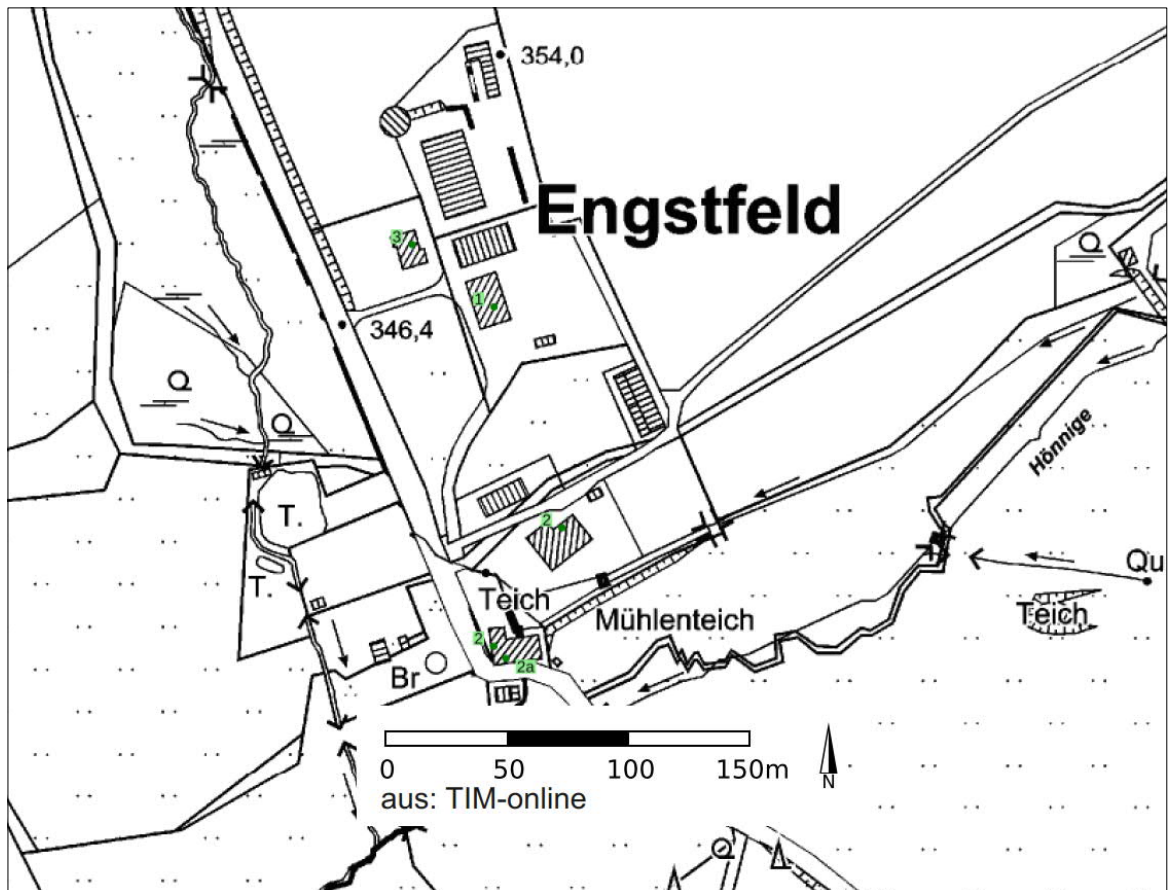 354,0
Engstfeld
3
1
346,4
Q
Q
Q
Hönnige
T.
2
T.
Qu
Teich
Teich
Mühlenteich
2
2a
Br
0 50 100 150m
N
aus: TIM-online
Q